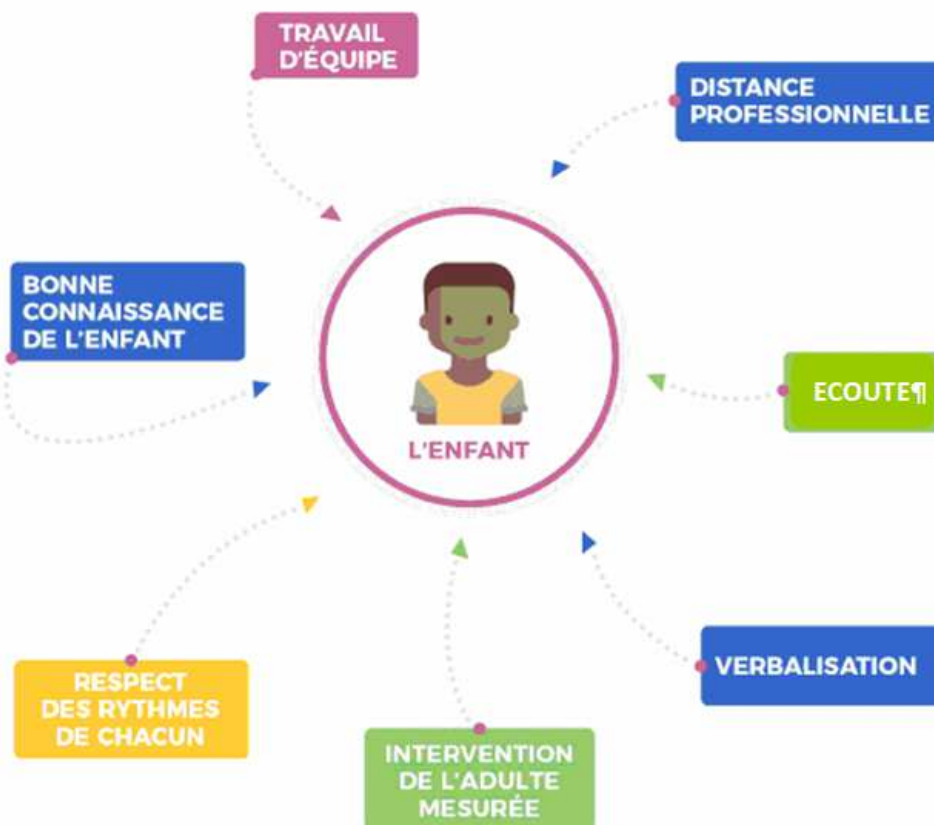 TRAVAIL
D'ÉQUIPE
DISTANCE
PROFESSIONNELLE
BONNE
CONNAISSANCE
DE L'ENFANT
ECOUTE¶
L'ENFANT
VERBALISATION
RESPECT
DES RYTHMES
DE CHACUN
INTERVENTION
DE L'ADULTE
MESURÉE